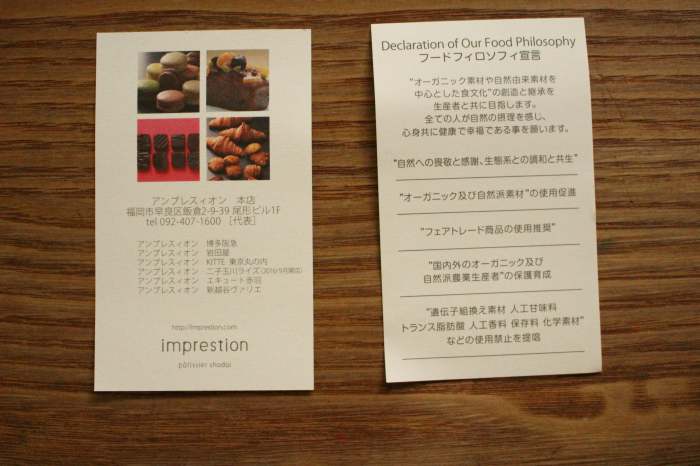 アンプレスィオン 本店
福岡市早良区飯倉2-9-39 尾形ビル1F
tel 092-407-1600 [代表]
アンプレスィオン 博多阪急
アンプレスィオン 岩田屋
アンプレスィオン KITTE 東京丸の内
アンプレスィオン 二子玉川ライズ
アンプレスィオン エキュート赤羽
アンプレスィオン 新越谷ヴァリエ
http://imprestion.com
imprestion
pâtissier shodai
Declaration of Our Food Philosophy
フードフィロソフィ宣言
"オーガニック素材や自然由来素材を
中心とした食文化"の創造と継承を
生産者と共に目指します。
全ての人が自然の摂理を感じ、
心身共に健康で幸福である事を願います。
"自然への畏敬と感謝、生態系との調和と共生"
"オーガニック及び自然派素材"の使用促進
"フェアトレード商品の使用推奨"
"国内外のオーガニック及び
自然派農業生産者"の保護育成
"遺伝子組換え素材 人工甘味料
トランス脂肪酸 人工香料 保存料 化学素材"
などの使用禁止を提唱